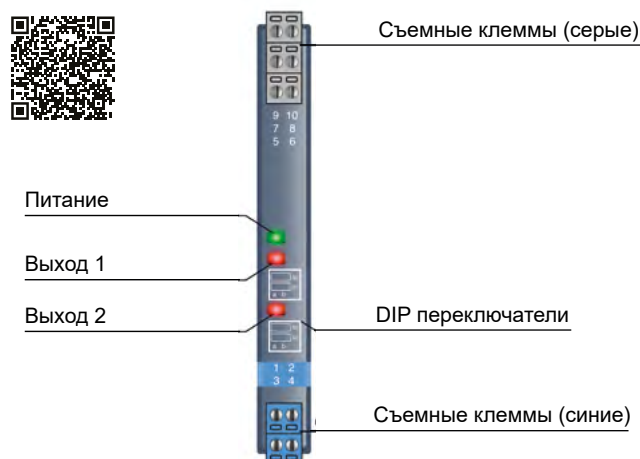 Съемные клеммы (серые)
9 10
7 8
5 6
Питание
Выход 1
a b
Выход 2
DIP переключатели
a b
1 2
3 4
Съемные клеммы (синие)